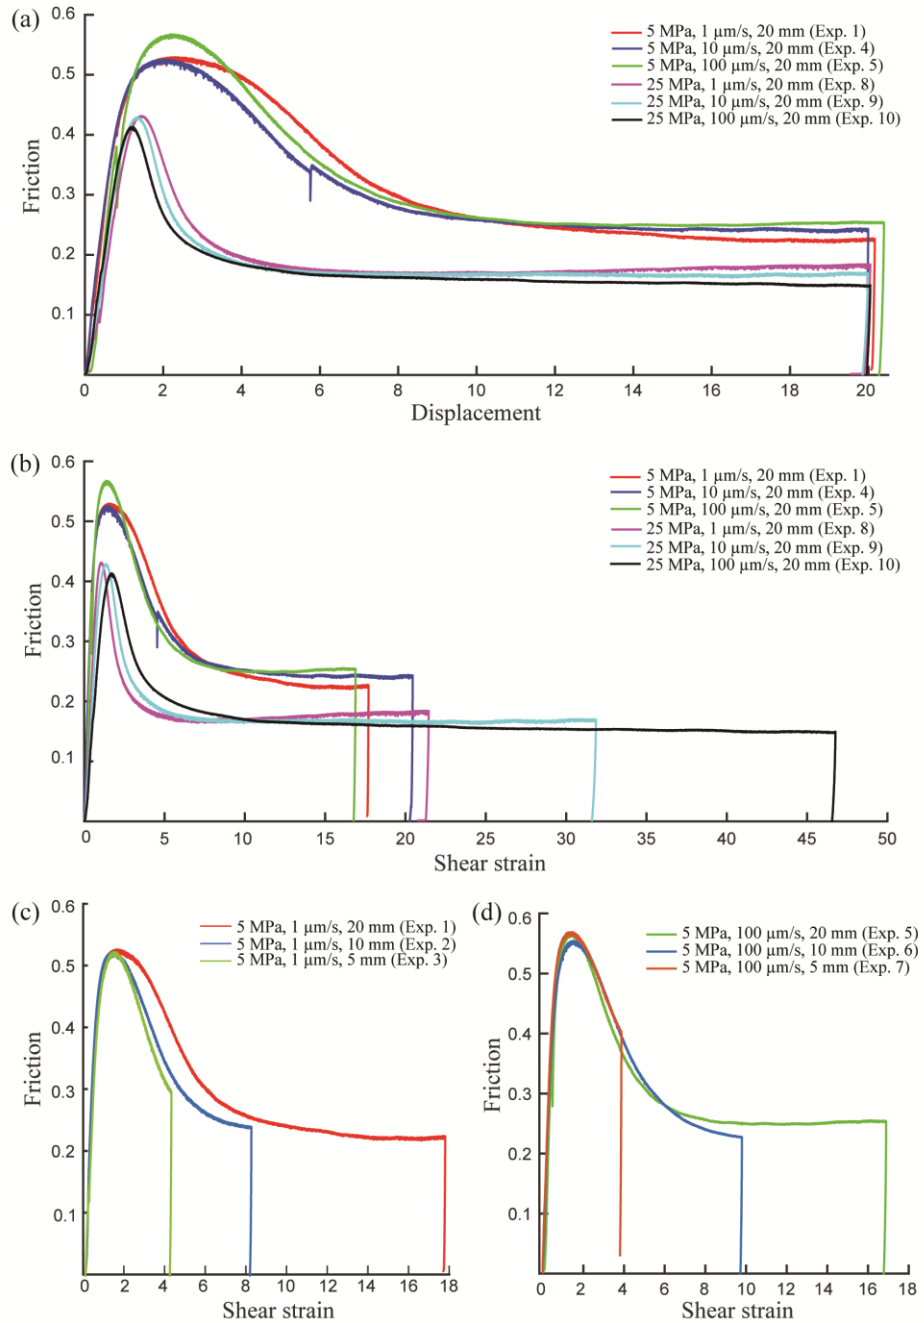 (a)
0.6
0.5
0.4
0.3
0.2
0.1
Friction
5 MPa, 1 μm/s, 20 mm (Exp. 1)
5 MPa, 10 μm/s, 20 mm (Exp. 4)
5 MPa, 100 μm/s, 20 mm (Exp. 5)
25 MPa, 1 μm/s, 20 mm (Exp. 8)
25 MPa, 10 μm/s, 20 mm (Exp. 9)
25 MPa, 100 μm/s, 20 mm (Exp. 10)
0 2 4 6 8 10 12 14 16 18 20
Displacement
(b)
0.6
0.5
0.4
0.3
0.2
0.1
Friction
5 MPa, 1 μm/s, 20 mm (Exp. 1)
5 MPa, 10 μm/s, 20 mm (Exp. 4)
5 MPa, 100 μm/s, 20 mm (Exp. 5)
25 MPa, 1 μm/s, 20 mm (Exp. 8)
25 MPa, 10 μm/s, 20 mm (Exp. 9)
25 MPa, 100 μm/s, 20 mm (Exp. 10)
0 5 10 15 20 25 30 35 40 45 50
Shear strain
(c)
0.6
0.5
0.4
0.3
0.2
0.1
Friction
5 MPa, 1 μm/s, 20 mm (Exp. 1)
5 MPa, 1 μm/s, 10 mm (Exp. 2)
5 MPa, 1 μm/s, 5 mm (Exp. 3)
0 2 4 6 8 10 12 14 16 18
Shear strain
(d)
0.6
0.5
0.4
0.3
0.2
0.1
Friction
5 MPa, 100 μm/s, 20 mm (Exp. 5)
5 MPa, 100 μm/s, 10 mm (Exp. 6)
5 MPa, 100 μm/s, 5 mm (Exp. 7)
0 2 4 6 8 10 12 14 16 18
Shear strain